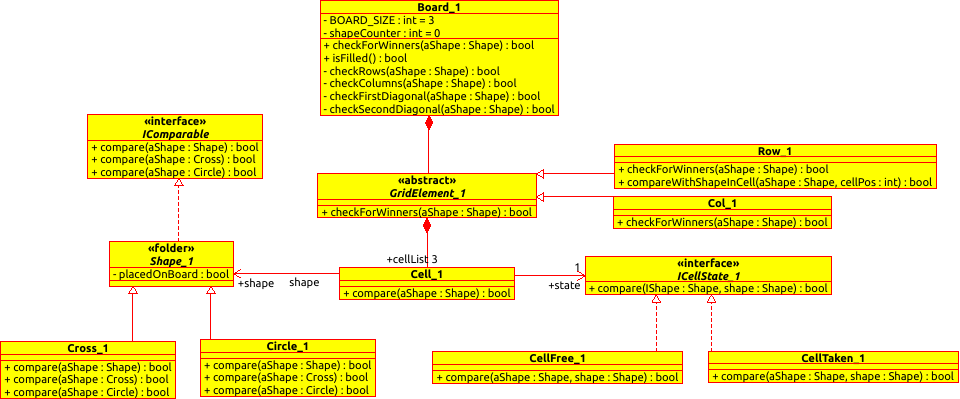 Board_1
- BOARD_SIZE : int = 3
- shapeCounter : int = 0
+ checkForWinners(aShape : Shape) : bool
+ isFilled() : bool
- checkRows(aShape : Shape) : bool
- checkColumns(aShape : Shape) : bool
- checkFirstDiagonal(aShape : Shape) : bool
- checkSecondDiagonal(aShape : Shape) : bool
«interface»
IComparable
+ compare(aShape : Shape) : bool
+ compare(aShape : Cross) : bool
+ compare(aShape : Circle) : bool
«abstract»
GridElement_1
+ checkForWinners(aShape : Shape) : bool
Row_1
+ checkForWinners(aShape : Shape) : bool
+ compareWithShapeInCell(aShape : Shape, cellPos : int) : bool
Col_1
+ checkForWinners(aShape : Shape) : bool
«folder»
Shape_1
- placedOnBoard : bool
+shape
shape
+cellList 3
Cell_1
+ compare(aShape : Shape) : bool
1
+state
«interface»
ICellState_1
+ compare(IShape : Shape, shape : Shape) : bool
Cross_1
+ compare(aShape : Shape) : bool
+ compare(aShape : Cross) : bool
+ compare(aShape : Circle) : bool
Circle_1
+ compare(aShape : Shape) : bool
+ compare(aShape : Cross) : bool
+ compare(aShape : Circle) : bool
CellFree_1
+ compare(aShape : Shape, shape : Shape) : bool
CellTaken_1
+ compare(aShape : Shape, shape : Shape) : bool